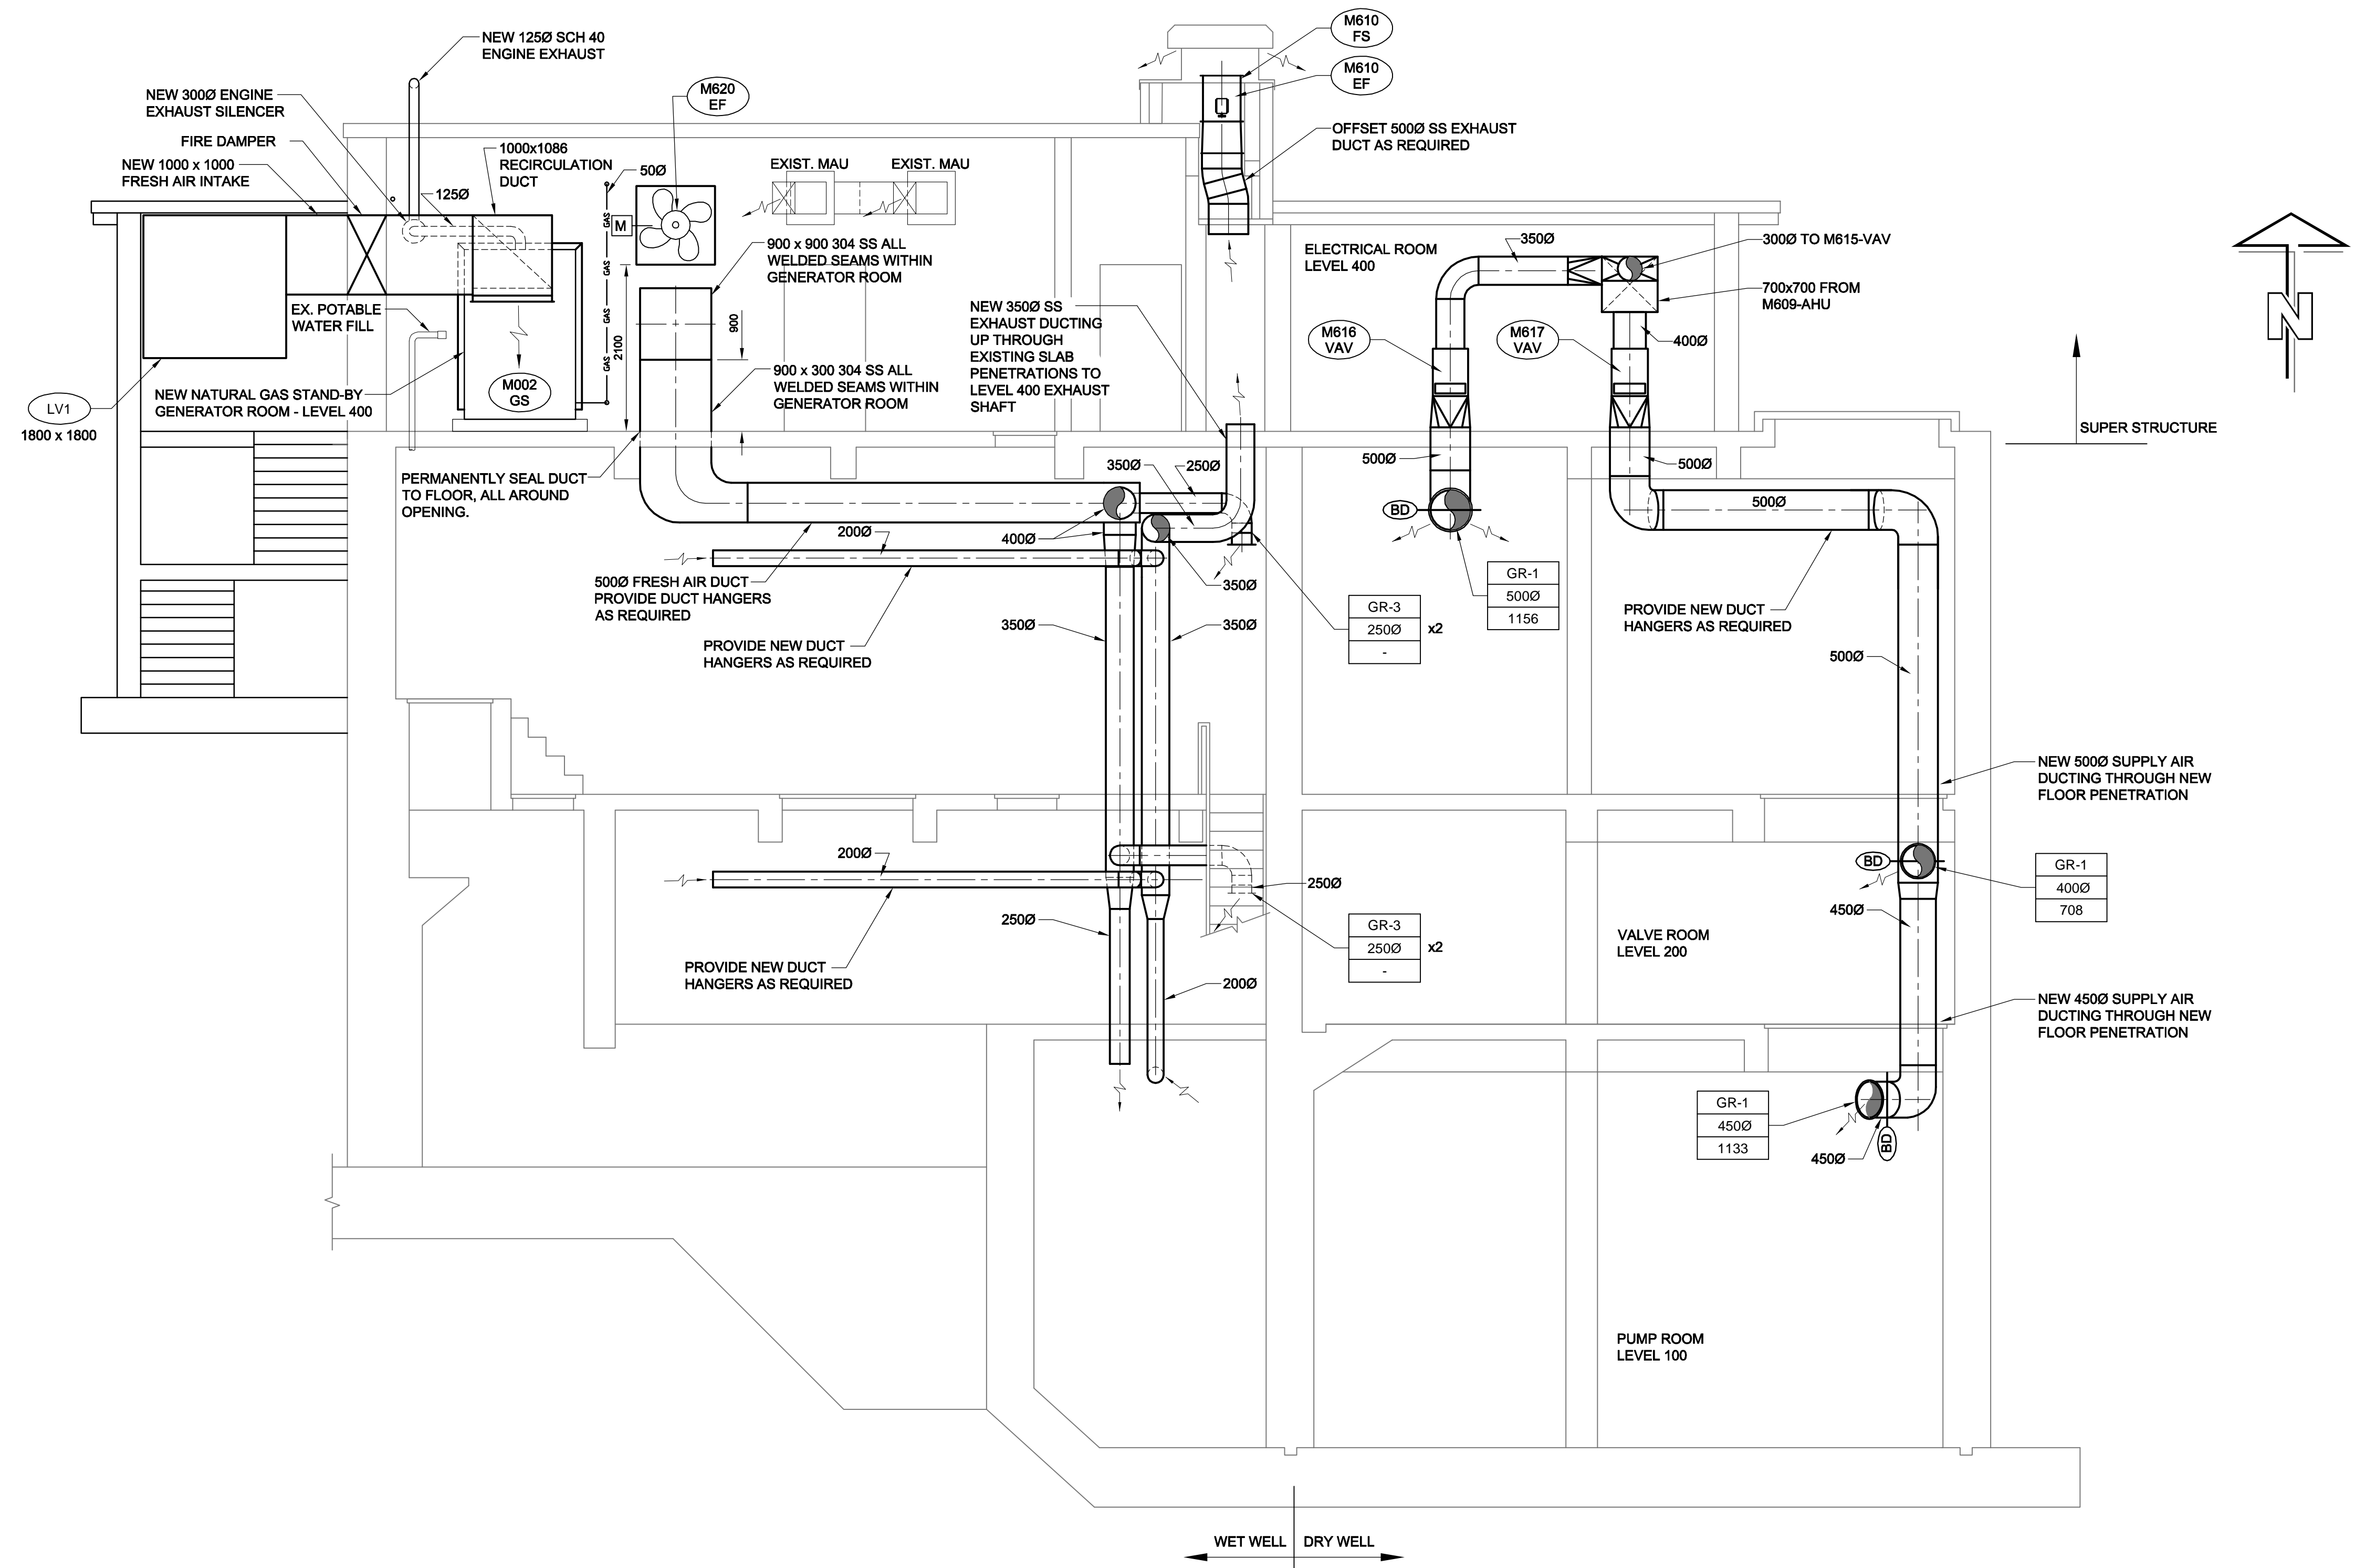 NEW 125Ø SCH 40
ENGINE EXHAUST
M610
FS
M610
EF
M620
EF
NEW 300Ø ENGINE
EXHAUST SILENCER
FIRE DAMPER
NEW 1000 x 1000
FRESH AIR INTAKE
125Ø
1000x1086
RECIRCULATION
DUCT
50Ø
EXIST. MAU
EXIST. MAU
OFFSET 500Ø SS EXHAUST
DUCT AS REQUIRED
M
GAS
GAS
GAS
GAS
900 x 900 304 SS ALL
WELDED SEAMS WITHIN
GENERATOR ROOM
ELECTRICAL ROOM
LEVEL 400
350Ø
300Ø TO M615-VAV
700x700 FROM
M609-AHU
N
EX. POTABLE
WATER FILL
2100
900
NEW 350Ø SS
EXHAUST DUCTING
UP THROUGH
EXISTING SLAB
PENETRATIONS TO
LEVEL 400 EXHAUST
SHAFT
M616
VAV
M617
VAV
400Ø
900 x 300 304 SS ALL
WELDED SEAMS WITHIN
GENERATOR ROOM
M002
GS
NEW NATURAL GAS STAND-BY
GENERATOR ROOM - LEVEL 400
LV1
1800 x 1800
SUPER STRUCTURE
PERMANENTLY SEAL DUCT
TO FLOOR, ALL AROUND
OPENING.
350Ø
250Ø
500Ø
500Ø
500Ø
BD
200Ø
400Ø
500Ø FRESH AIR DUCT
PROVIDE DUCT HANGERS
AS REQUIRED
350Ø
GR-1
500Ø
1156
GR-3
250Ø
-
x2
PROVIDE NEW DUCT
HANGERS AS REQUIRED
350Ø
350Ø
PROVIDE NEW DUCT
HANGERS AS REQUIRED
500Ø
NEW 500Ø SUPPLY AIR
DUCTING THROUGH NEW
FLOOR PENETRATION
200Ø
BD
GR-1
400Ø
708
250Ø
250Ø
450Ø
GR-3
250Ø
-
x2
VALVE ROOM
LEVEL 200
PROVIDE NEW DUCT
HANGERS AS REQUIRED
200Ø
NEW 450Ø SUPPLY AIR
DUCTING THROUGH NEW
FLOOR PENETRATION
GR-1
450Ø
1133
450Ø
BD
PUMP ROOM
LEVEL 100
WET WELL
DRY WELL